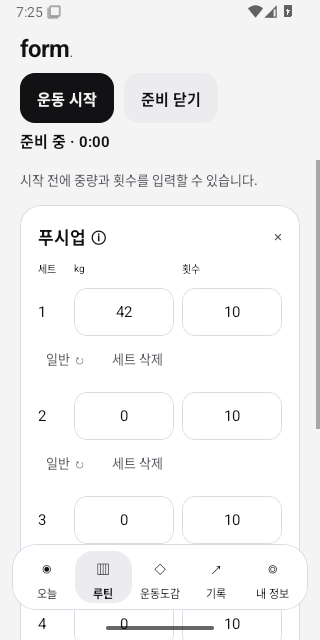 7:25
form.
운동 시작 준비 닫기
준비 중 · 0:00
시작 전에 중량과 횟수를 입력할 수 있습니다.
푸시업 ⓘ ×
세트 kg 횟수
1 42 10
일반 ↻ 세트 삭제
2 0 10
일반 ↻ 세트 삭제
3 0 10
오늘 루틴 운동도감 기록 내 정보
4 0 10